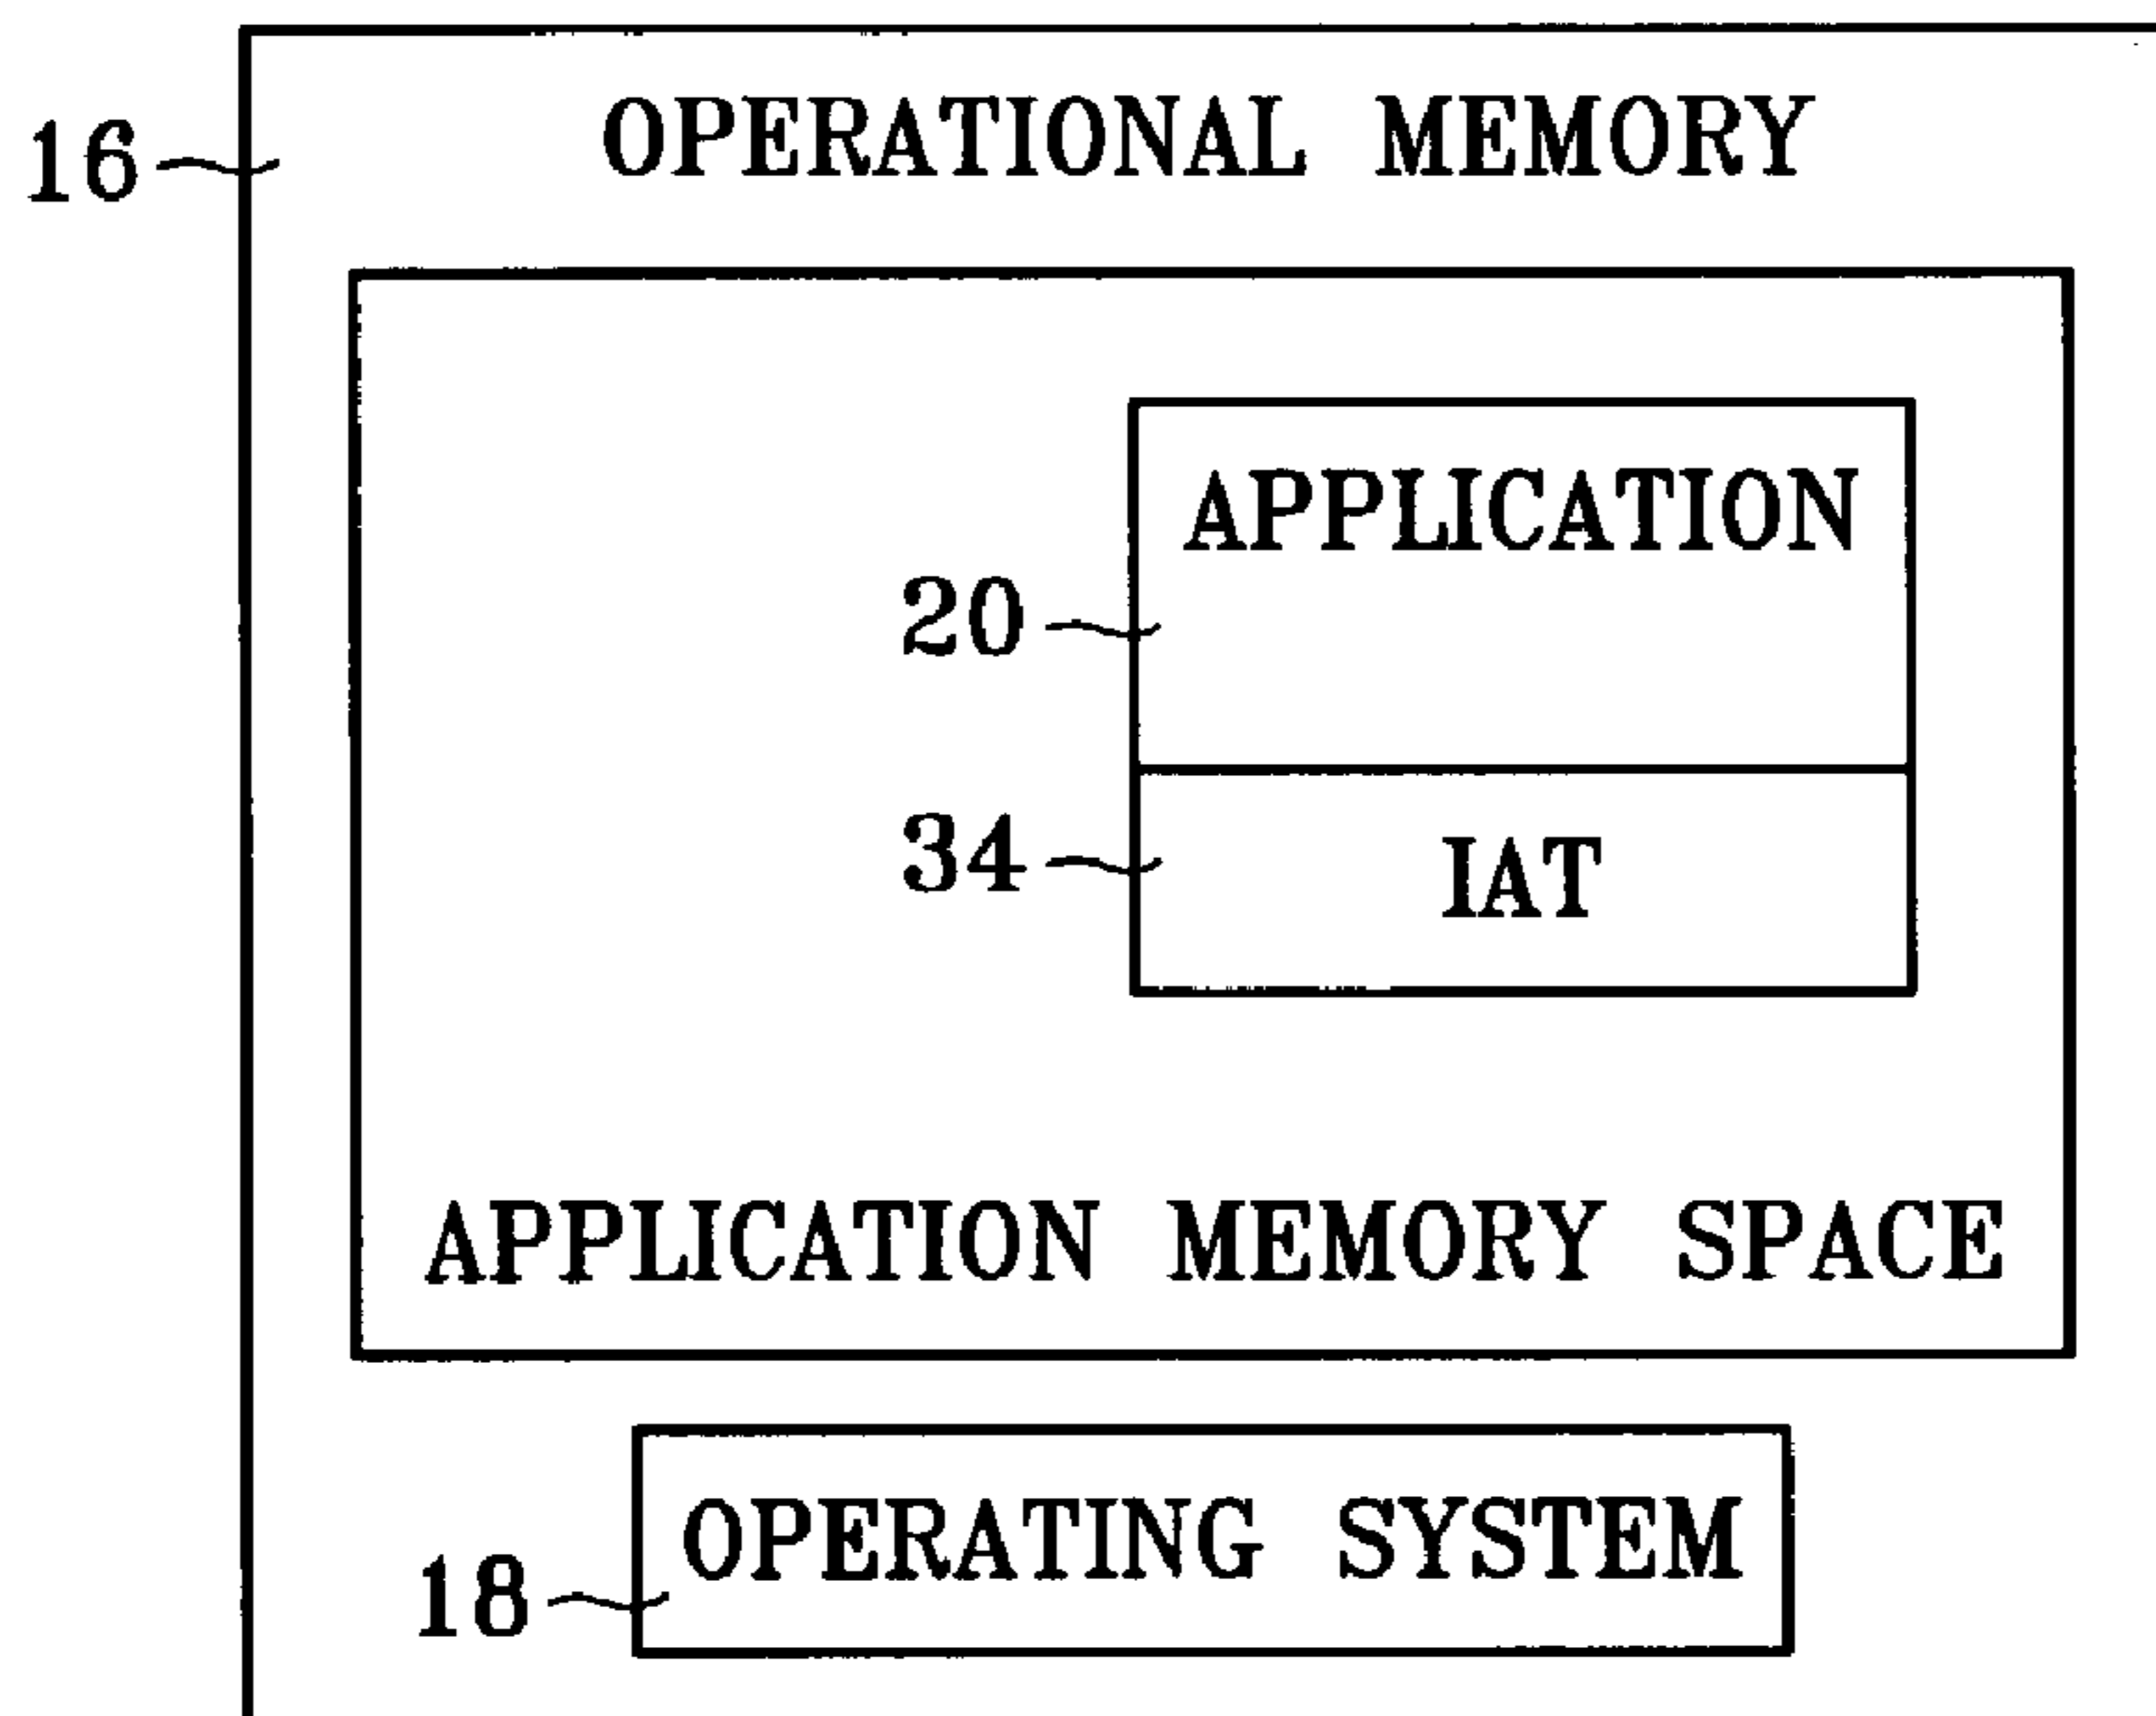 OPERATIONAL MEMORY
16
APPLICATION
20
34
IAT
APPLICATION MEMORY SPACE
OPERATING SYSTEM
18